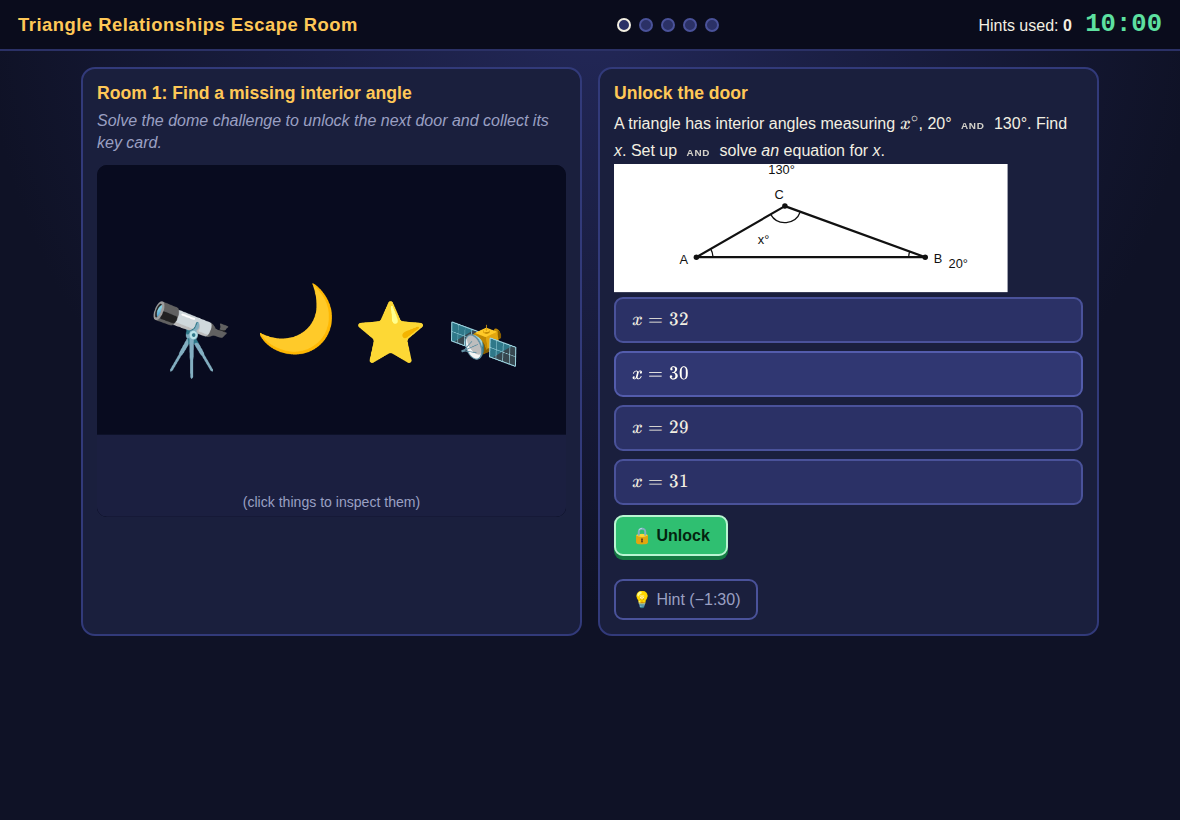 Triangle Relationships Escape Room
Hints used: 0 10:00
Room 1: Find a missing interior angle
Solve the dome challenge to unlock the next door and collect its
key card.
(click things to inspect them)
Unlock the door
A triangle has interior angles measuring x°, 20° AND 130°. Find
x. Set up AND solve an equation for x.
130°
C
x°
A
B 20°
x = 32
x = 30
x = 29
x = 31
🔒 Unlock
💡 Hint (−1:30)